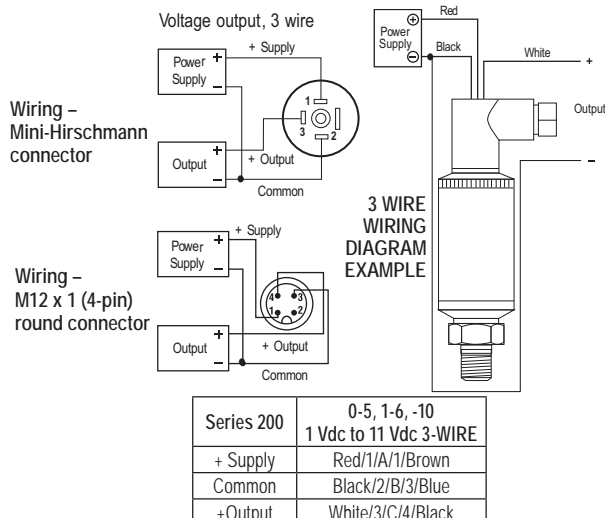 Voltage output, 3 wire
Wiring –
Mini-Hirschmann
connector
Power
Supply
+
–
+ Supply
Output
+
–
+ Output
Common
1
2
3
Wiring –
M12 x 1 (4-pin)
round connector
Power
Supply
+
–
+ Supply
Output
+
–
+ Output
Common
4
3
1
2
Power
Supply
+
–
Red
Black
White
+
Output
–
3 WIRE
WIRING
DIAGRAM
EXAMPLE
Series 200
0-5, 1-6, -10
1 Vdc to 11 Vdc 3-WIRE
+ Supply Red/1/A/1/Brown
Common Black/2/B/3/Blue
+Output White/3/C/4/Black